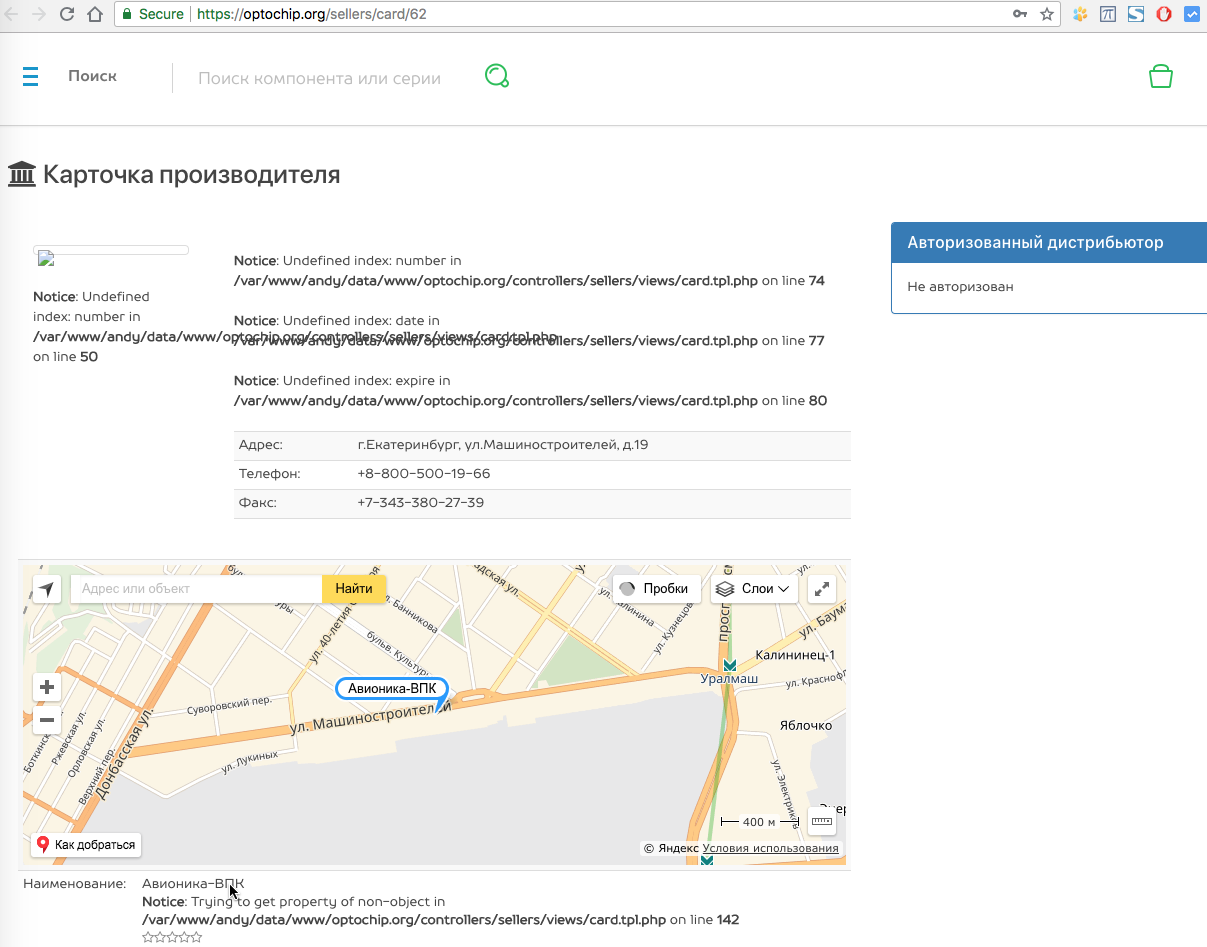 Secure https://optochip.org/sellers/card/62
Поиск
Поиск компонента или серии
Карточка производителя
Notice: Undefined
index: number in
/var/www/andy/data/www/optochip.org/controllers/sellers/views/card.tpl.php
on line 50
Notice: Undefined index: number in
/var/www/andy/data/www/optochip.org/controllers/sellers/views/card.tpl.php on line 74
Notice: Undefined index: date in
/var/www/andy/data/www/optochip.org/controllers/sellers/views/card.tpl.php on line 77
Notice: Undefined index: expire in
/var/www/andy/data/www/optochip.org/controllers/sellers/views/card.tpl.php on line 80
Авторизованный дистрибьютор
Не авторизован
Адрес: г.Екатеринбург, ул.Машиностроителей, д.19
Телефон: +8-800-500-19-66
Факс: +7-343-380-27-39
Адрес или объект
Найти
Пробки
Слои
ул. 40-летия
ул. Банникова
бульв. Культуры
ул. Калинина
ул. Кузнецов
ул. Баум
Калининец-1
Уралмаш
ул. Краснофл
Авионика-ВПК
Суворовский пер.
ул. Машиностроителей
Яблочко
ул. Лукиных
Боткинск
Ржевская ул.
Орловская ул.
Верхний пер.
Донбасская ул.
ул. Электриков
400 м
Как добраться
© Яндекс Условия использования
Наименование: Авионика-ВПК
Notice: Trying to get property of non-object in
/var/www/andy/data/www/optochip.org/controllers/sellers/views/card.tpl.php on line 142